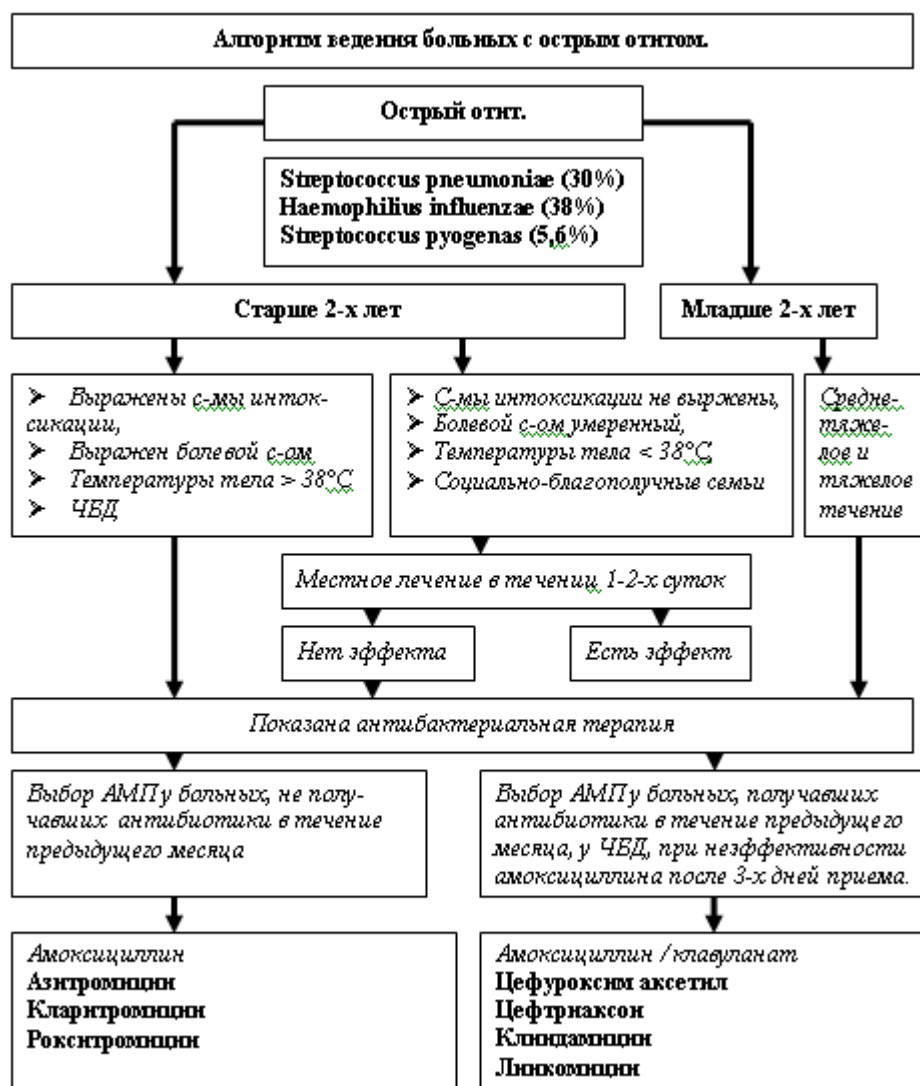 Алгоритм ведения больных с острым отитом.
Острый отит.
Streptococcus pneumoniae (30%)
Haemophilius influenzae (38%)
Streptococcus pyogenas (5,6%)
Старше 2-х лет
Младше 2-х лет
➤ Выражены с-мы инток-
сикации,
➤ Выражен болевой с-ом
➤ Температуры тела > 38°C
➤ ЧБД
➤ С-мы интоксикации не выржены,
➤ Болевой с-ом умеренный,
➤ Температуры тела < 38°C,
➤ Социально-благополучные семьи
Средне-
тяже-
лое и
тяжелое
течение
Местное лечение в течениц 1-2-х суток
Нет эффекта
Есть эффект
Показана антибактериальная терапия
Выбор АМП у больных, не полу-
чавших антибиотики в течение
предыдущего месяца
Выбор АМП у больных, получавших
антибиотики в течение предыдущего
месяца, у ЧБД, при неэффективности
амоксициллина после 3-х дней приема.
Амоксициллин
Азитромицин
Кларитромицин
Рокситромицин
Амоксициллин / клавуланат
Цефуроксим аксетил
Цефтриаксон
Клиндамицин
Линкомицин